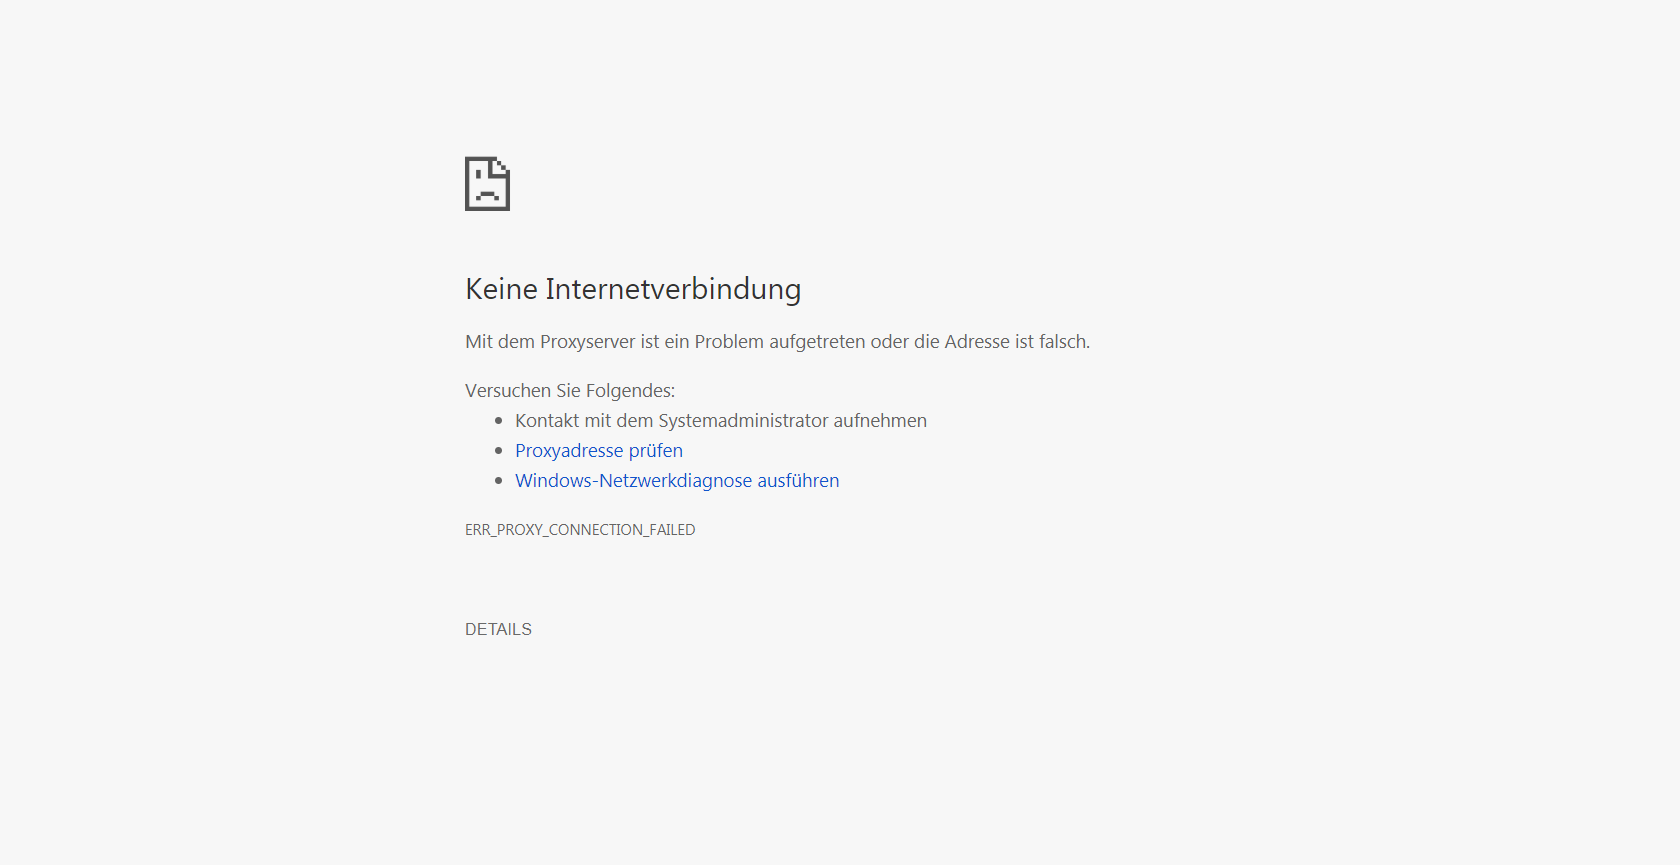 Keine Internetverbindung
Mit dem Proxyserver ist ein Problem aufgetreten oder die Adresse ist falsch.
Versuchen Sie Folgendes:
Kontakt mit dem Systemadministrator aufnehmen
Proxyadresse prüfen
Windows-Netzwerkdiagnose ausführen
ERR_PROXY_CONNECTION_FAILED
DETAILS